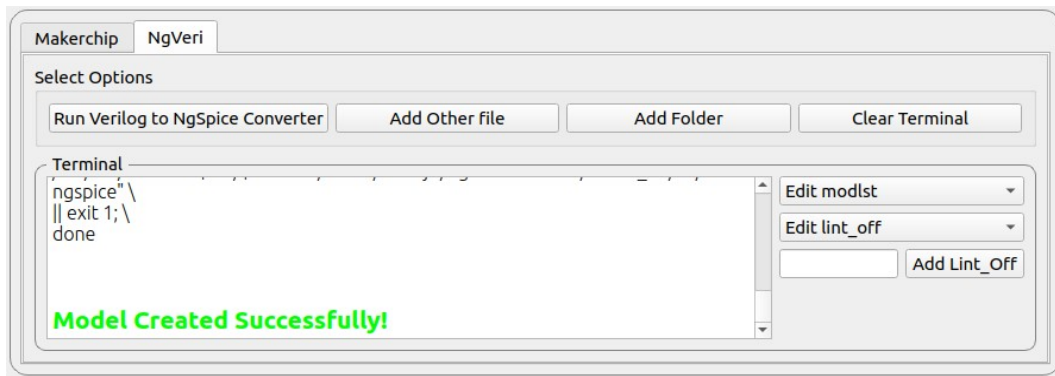 Makerchip NgVeri
Select Options
Run Verilog to NgSpice Converter Add Other file Add Folder Clear Terminal
Terminal
ngspice" \
|| exit 1; \
done
Model Created Successfully!
Edit modlst
Edit lint_off
Add Lint_Off